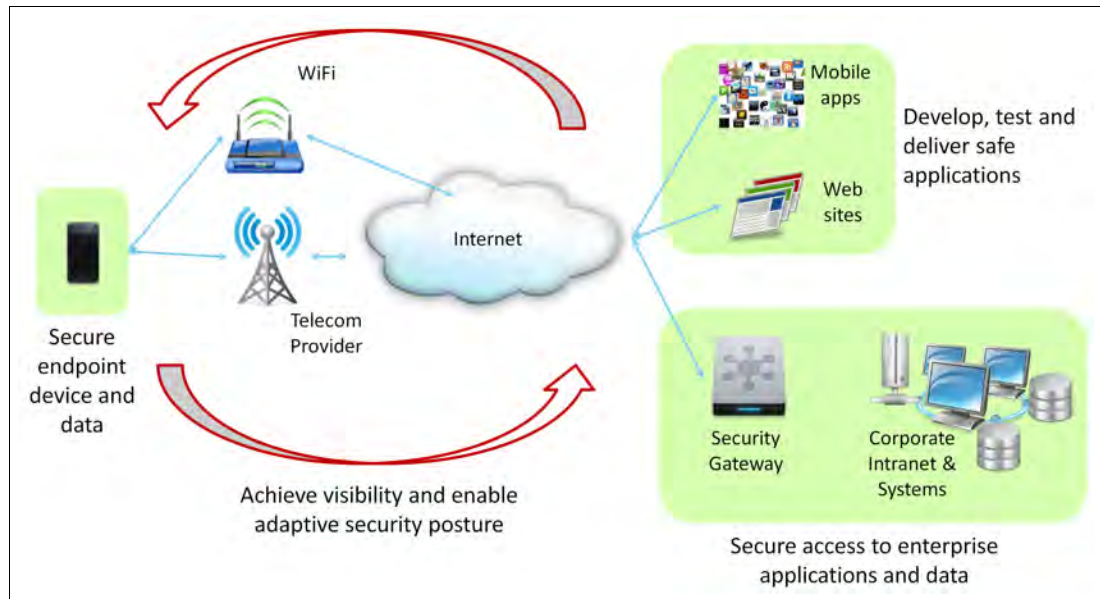 WiFi
Mobile
apps
Develop, test and
deliver safe
applications
Web
sites
Internet
Telecom
Provider
Secure
endpoint
device and
data
Security
Gateway
Corporate
Intranet &
Systems
Achieve visibility and enable
adaptive security posture
Secure access to enterprise
applications and data